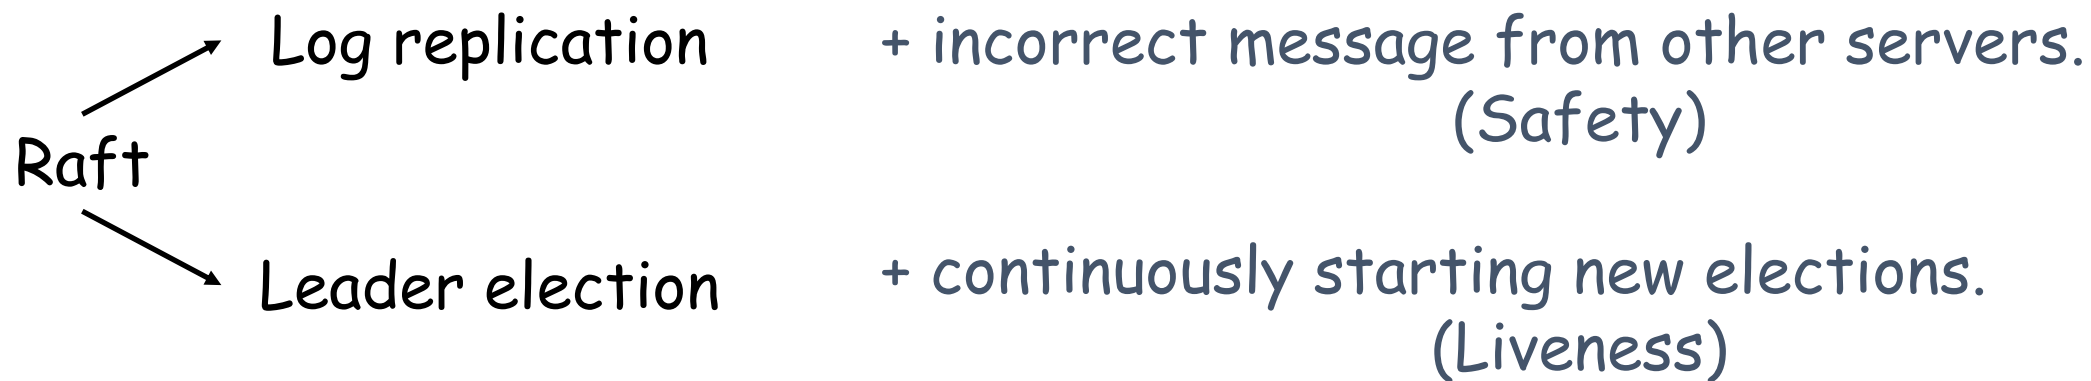 Log replication + incorrect message from other servers.
(Safety)
Raft
Leader election + continuously starting new elections.
(Liveness)